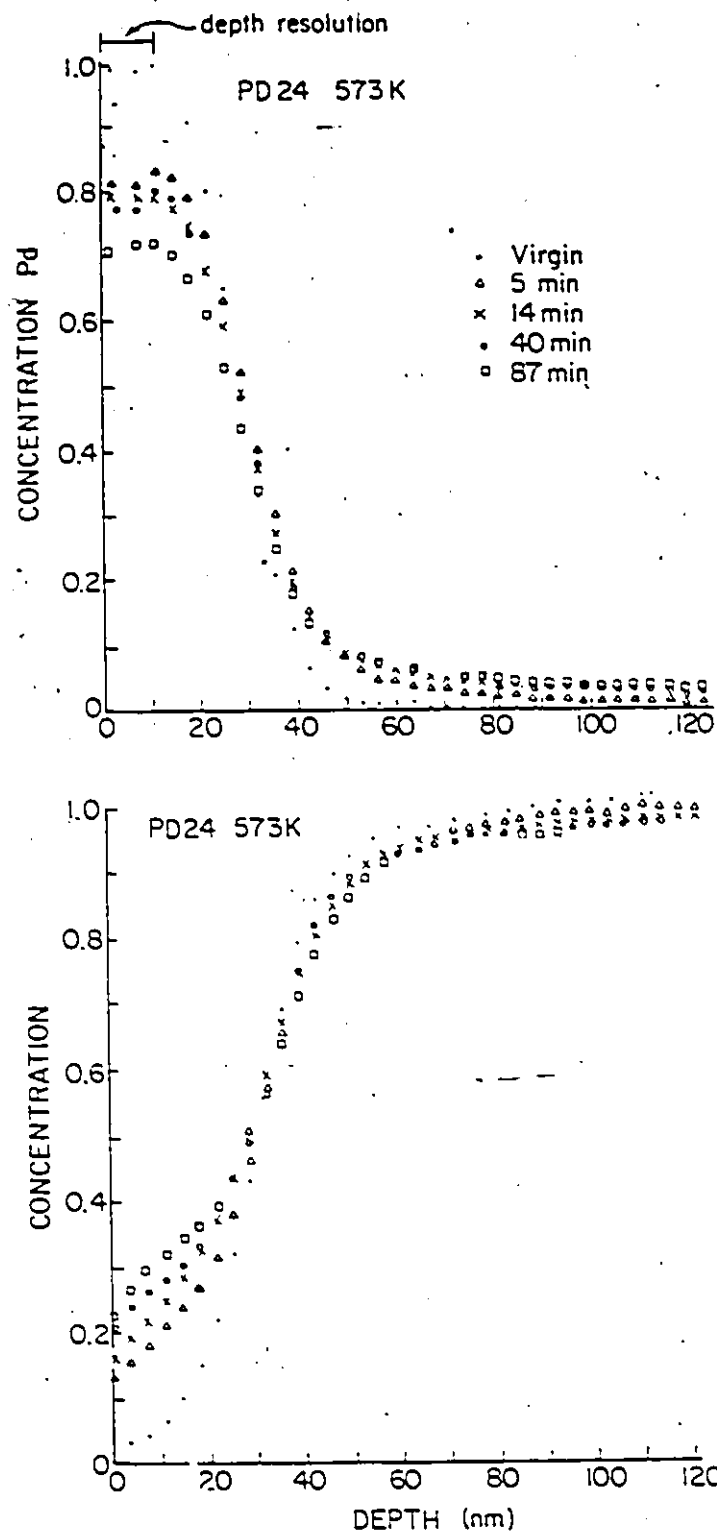 depth resolution
PD24 573K
1.0
0.8
0.6
0.4
0.2
0
CONCENTRATION Pd
Virgin
5 min
14 min
40 min
87 min
0 20 40 60 80 100 120
PD24 573K
1.0
0.8
0.6
0.4
0.2
0
CONCENTRATION
0 20 40 60 80 100 120
DEPTH (nm)